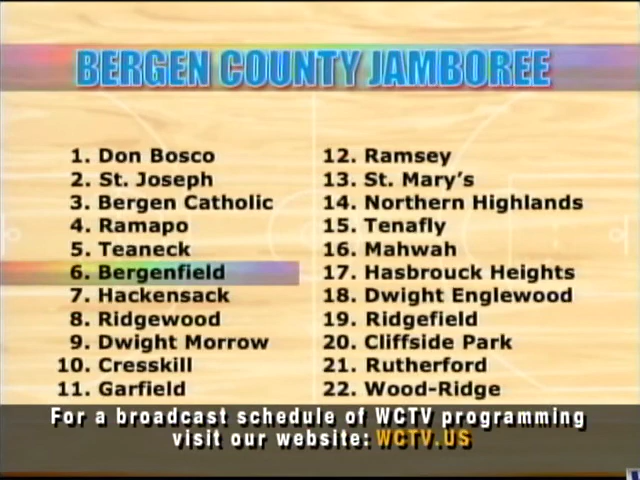 BERGEN COUNTY JAMBOREE
1. Don Bosco
2. St. Joseph
3. Bergen Catholic
4. Ramapo
5. Teaneck
6. Bergenfield
7. Hackensack
8. Ridgewood
9. Dwight Morrow
10. Cresskill
11. Garfield
12. Ramsey
13. St. Mary's
14. Northern Highlands
15. Tenafly
16. Mahwah
17. Hasbrouck Heights
18. Dwight Englewood
19. Ridgefield
20. Cliffside Park
21. Rutherford
22. Wood-Ridge
For a broadcast schedule of WCTV programming
visit our website: WCTV.US